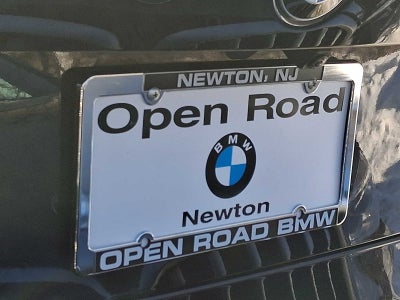 NEWTON, NJ
Open Road
BMW
Newton
OPEN ROAD BMW